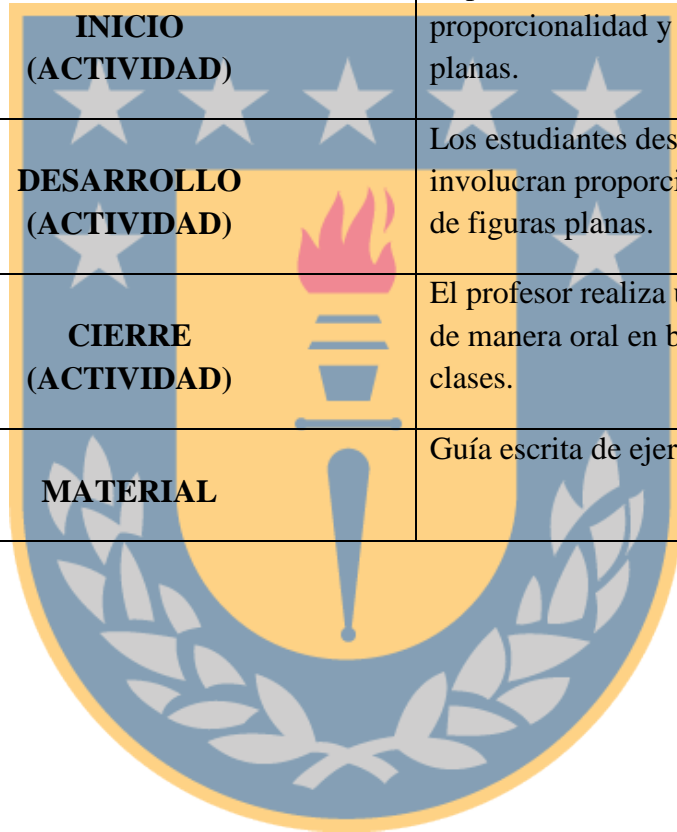 INICIO
(ACTIVIDAD)
proporcionalidad y
planas.
DESARROLLO
(ACTIVIDAD)
Los estudiantes des
involucran proporci
de figuras planas.
CIERRE
(ACTIVIDAD)
El profesor realiza
de manera oral en b
clases.
MATERIAL
Guía escrita de ejer